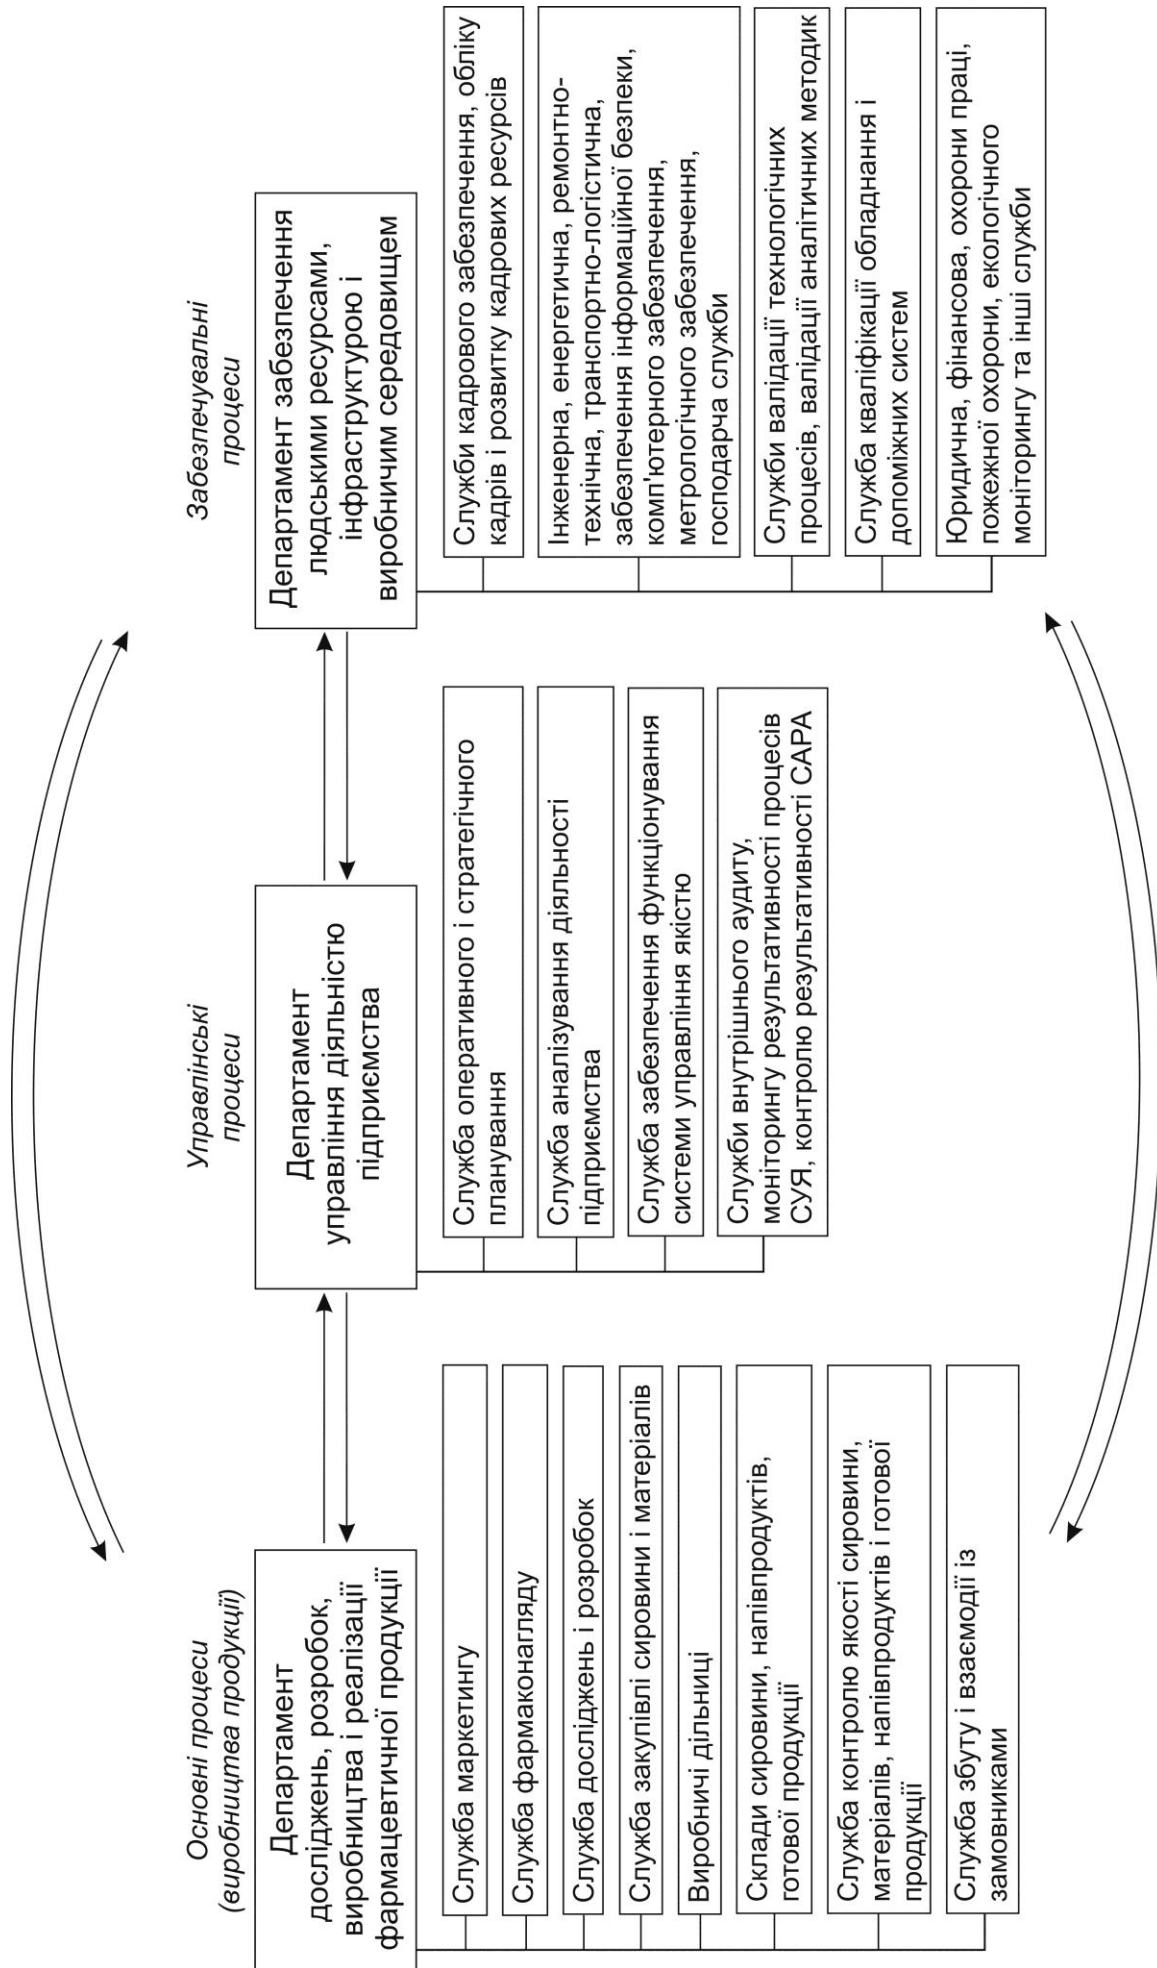 Основні процеси
(виробництва продукції)
Департамент
досліджень, розробок,
виробництва і реалізації
фармацевтичної продукції
Служба маркетингу
Служба фармаконагляду
Служба досліджень і розробок
Служба закупівлі сировини і матеріалів
Виробничі дільниці
Склади сировини, напівпродуктів,
готової продукції
Служба контролю якості сировини,
матеріалів, напівпродуктів і готової
продукції
Служба збуту і взаємодії із
замовниками
Управлінські
процеси
Департамент
управління діяльністю
підприємства
Служба оперативного і стратегічного
планування
Служба аналізування діяльності
підприємства
Служба забезпечення функціонування
системи управління якістю
Служби внутрішнього аудиту,
моніторингу результативності процесів
СУЯ, контролю результативності САРА
Забезпечувальні
процеси
Департамент забезпечення
людськими ресурсами,
інфраструктурою і
виробничим середовищем
Служби кадрового забезпечення, обліку
кадрів і розвитку кадрових ресурсів
Інженерна, енергетична, ремонтно-
технічна, транспортно-логістична,
забезпечення інформаційної безпеки,
комп'ютерного забезпечення,
метрологічного забезпечення,
господарча служби
Служби валідації технологічних
процесів, валідації аналітичних методик
Служба кваліфікації обладнання і
допоміжних систем
Юридична, фінансова, охорони праці,
пожежної охорони, екологічного
моніторингу та інші служби